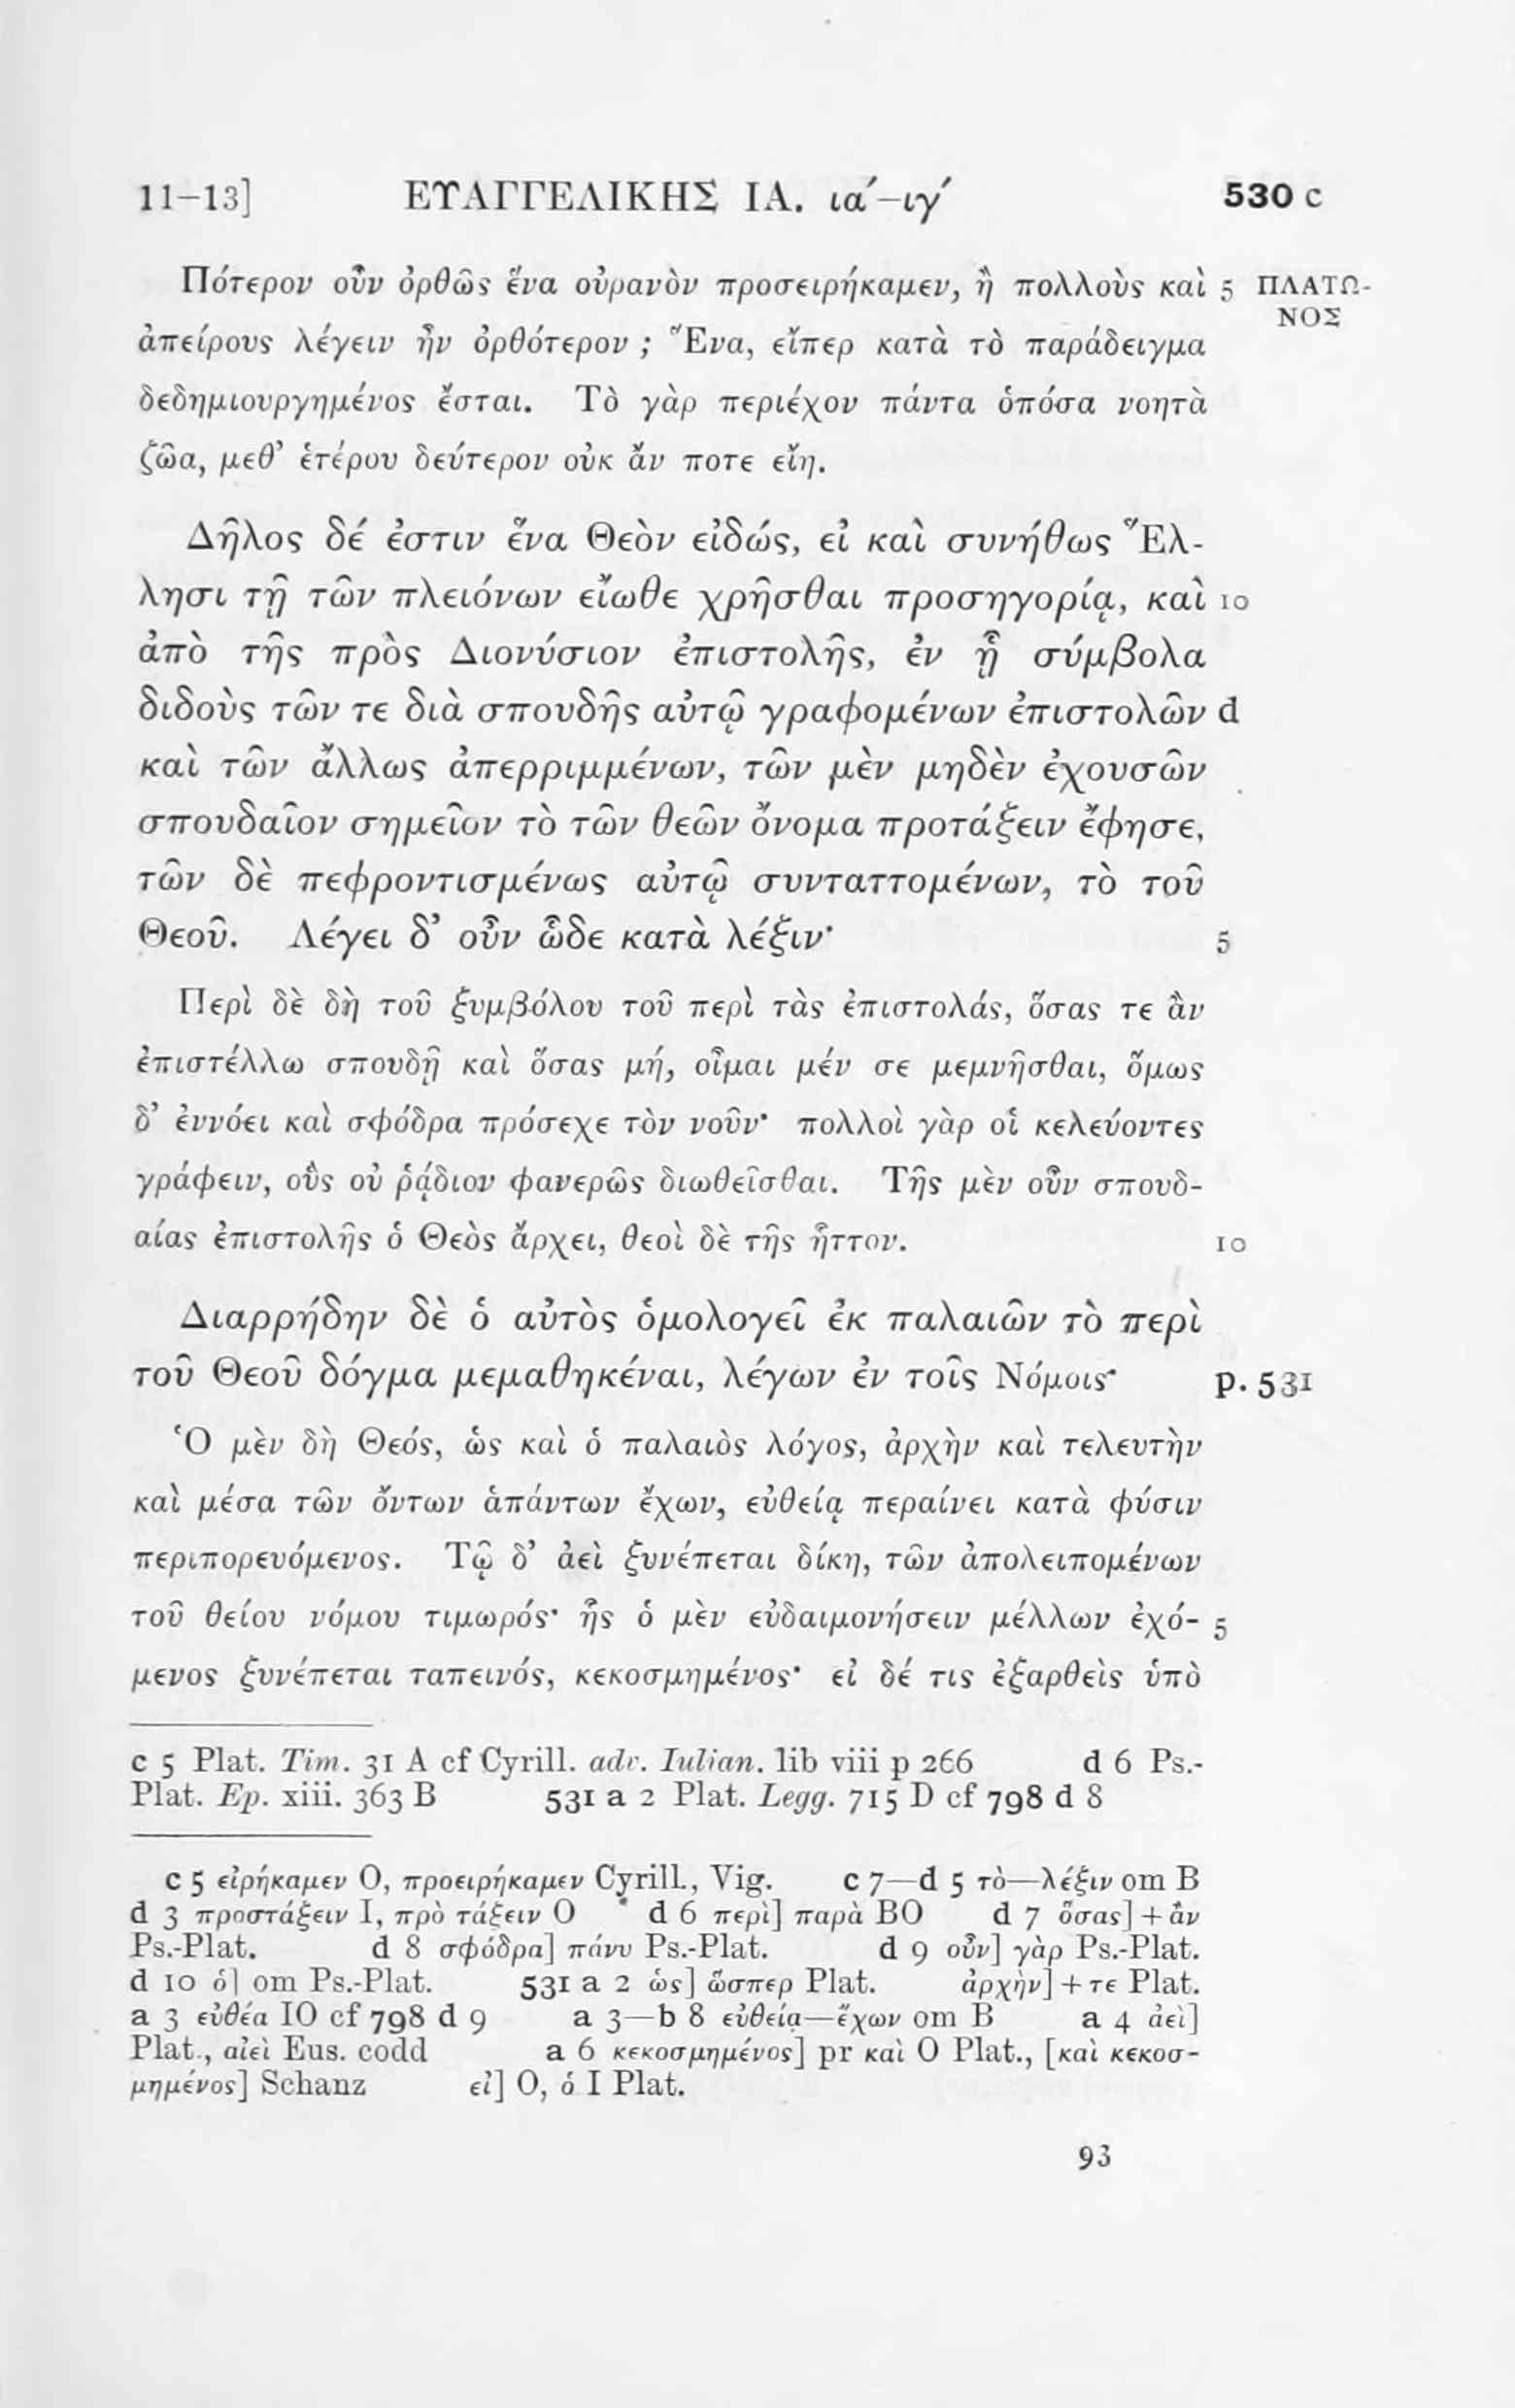 11–13] ΕΥΑΓΓΕΛΙΚΗΣ ΙΑ. ια´–ιγ´ 530 c
Πότερον οὖν ὀρθῶς ἕνα οὐρανὸν προσειρήκαμεν, ἢ πολλοὺς καὶ 5 ΠΛΑΤΩ-
ΝΟΣ
ἀπείρους λέγειν ἦν ὀρθότερον ; Ἕνα, εἴπερ κατὰ τὸ παράδειγμα
δεδημιουργημένος ἔσται. Τὸ γὰρ περιέχον πάντα ὁπόσα νοητὰ
ζῶα, μεθ’ ἑτέρου δεύτερον οὐκ ἄν ποτε εἴη.
Δῆλος δέ ἐστιν ἕνα Θεὸν εἰδώς, εἰ καὶ συνήθως Ἕλ-
λησι τῇ τῶν πλειόνων εἴωθε χρῆσθαι προσηγορίᾳ, καὶ 10
ἀπὸ τῆς πρὸς Διονύσιον ἐπιστολῆς, ἐν ᾗ σύμβολα
διδοὺς τῶν τε διὰ σπουδῆς αὐτῷ γραφομένων ἐπιστολῶν d
καὶ τῶν ἄλλως ἀπερριμμένων, τῶν μὲν μηδὲν ἐχουσῶν
σπουδαῖον σημεῖον τὸ τῶν θεῶν ὄνομα προτάξειν ἔφησε,
τῶν δὲ πεφροντισμένως αὐτῷ συνταττομένων, τὸ τοῦ
Θεοῦ. Λέγει δ’ οὖν ὧδε κατὰ λέξιν· 5
Περὶ δὲ δὴ τοῦ ξυμβόλου τοῦ περὶ τὰς ἐπιστολάς, ὅσας τε ἂν
ἐπιστέλλω σπουδῇ καὶ ὅσας μή, οἶμαι μέν σε μεμνῆσθαι, ὅμως
δ’ ἐννόει καὶ σφόδρα πρόσεχε τὸν νοῦν· πολλοὶ γὰρ οἱ κελεύοντες
γράφειν, οὓς οὐ ῥᾴδιον φανερῶς διωθεῖσθαι. Τῆς μὲν οὖν σπουδ-
αίας ἐπιστολῆς ὁ Θεὸς ἄρχει, θεοὶ δὲ τῆς ἧττον. 10
Διαρρήδην δὲ ὁ αὐτὸς ὁμολογεῖ ἐκ παλαιῶν τὸ περὶ
τοῦ Θεοῦ δόγμα μεμαθηκέναι, λέγων ἐν τοῖς Νόμοις· p. 531
Ὁ μὲν δὴ Θεός, ὡς καὶ ὁ παλαιὸς λόγος, ἀρχὴν καὶ τελευτὴν
καὶ μέσα τῶν ὄντων ἁπάντων ἔχων, εὐθείᾳ περαίνει κατὰ φύσιν
περιπορευόμενος. Τῷ δ’ ἀεὶ ξυνέπεται δίκη, τῶν ἀπολειπομένων
τοῦ θείου νόμου τιμωρός· ἧς ὁ μὲν εὐδαιμονήσειν μέλλων ἐχό- 5
μενος ξυνέπεται ταπεινός, κεκοσμημένος· εἰ δέ τις ἐξαρθεὶς ὑπὸ
c 5 Plat. Tim. 31 A cf Cyrill. adv. Iulian. lib viii p 266 d 6 Ps.-
Plat. Ep. xiii. 363 B 531 a 2 Plat. Legg. 715 D cf 798 d 8
c 5 εἰρήκαμεν O, προειρήκαμεν Cyrill., Vig. c 7—d 5 τὸ—λέξιν om B
d 3 προστάξειν I, πρὸ τάξειν O d 6 περὶ] παρὰ BO d 7 ὅσας] + ἄν
Ps.-Plat. d 8 σφόδρα] πάνυ Ps.-Plat. d 9 οὖν] γὰρ Ps.-Plat.
d 10 ὁ] om Ps.-Plat. 531 a 2 ὡς] ὥσπερ Plat. ἀρχὴν] + τε Plat.
a 3 εὐθέα IO cf 798 d 9 a 3—b 8 εὐθείᾳ—ἔχων om B a 4 ἀεὶ]
Plat., αἰεὶ Eus. codd a 6 κεκοσμημένος] pr καὶ O Plat., [καὶ κεκοσ-
μημένος] Schanz εἰ] O, ὁ I Plat.
93